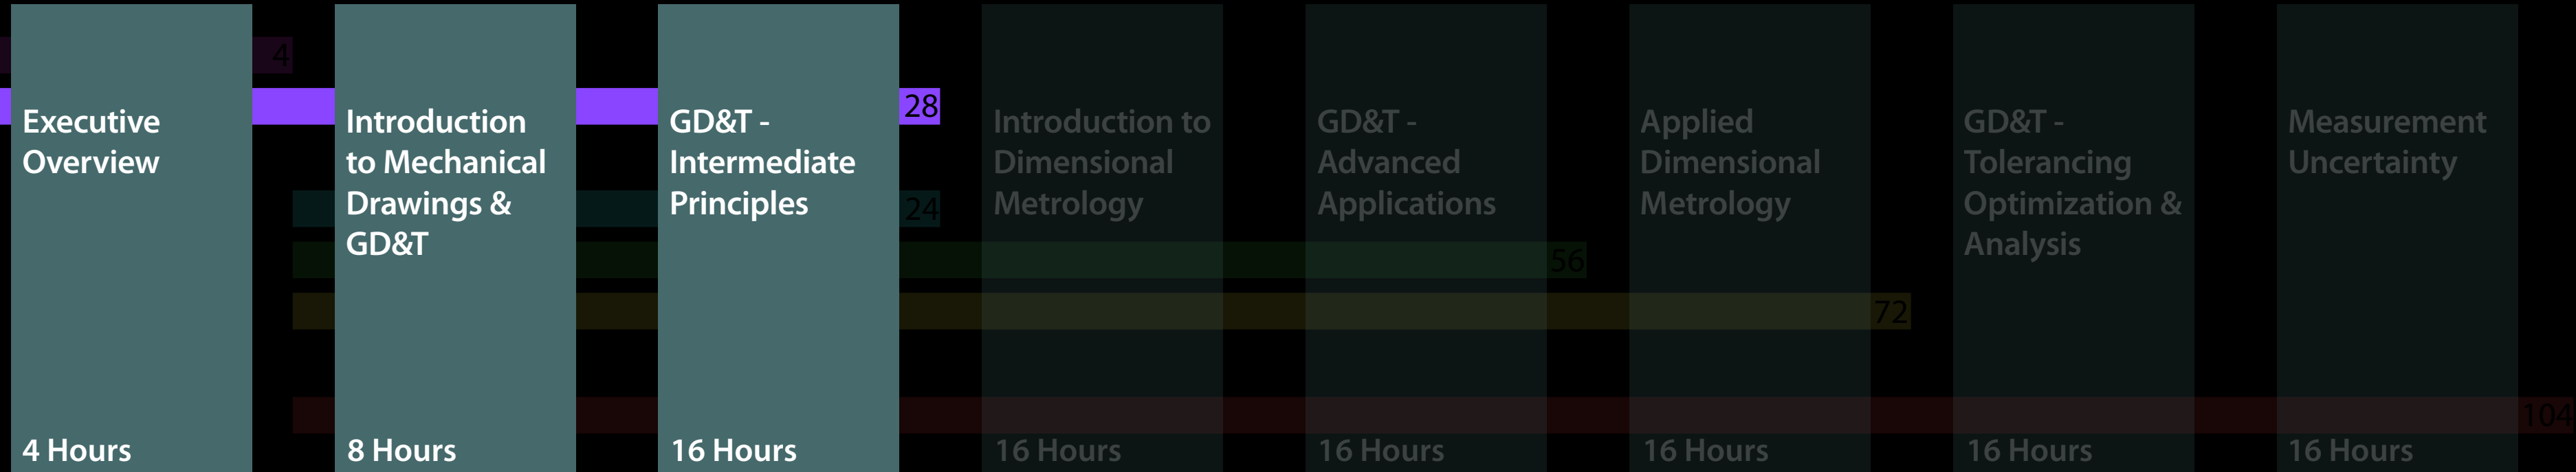 4
28
24
56
72
104
Executive
Overview
4 Hours
Introduction
to Mechanical
Drawings &
GD&T
8 Hours
GD&T -
Intermediate
Principles
16 Hours
Introduction to
Dimensional
Metrology
16 Hours
GD&T -
Advanced
Applications
16 Hours
Applied
Dimensional
Metrology
16 Hours
GD&T -
Tolerancing
Optimization &
Analysis
16 Hours
Measurement
Uncertainty
16 Hours